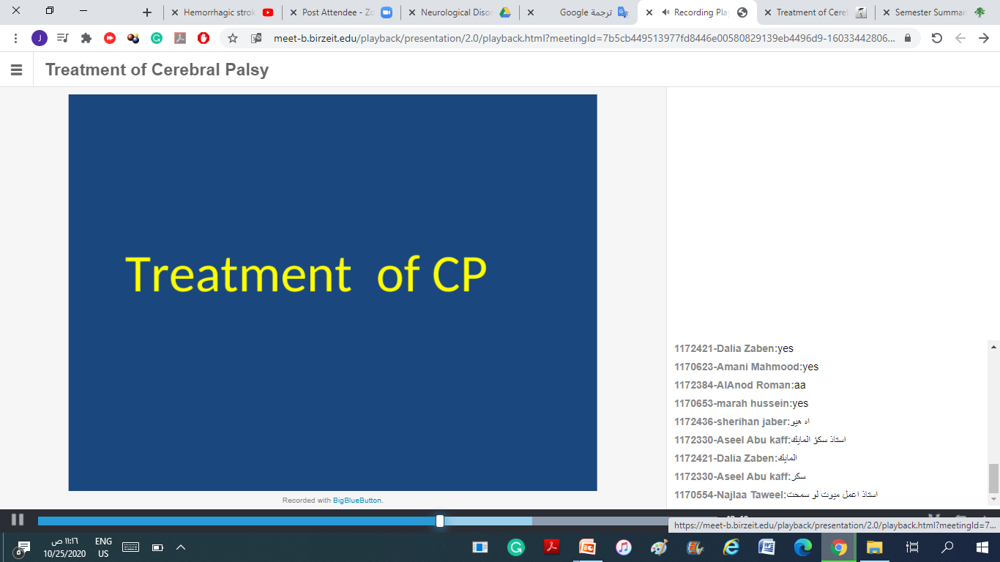 Hemorrhagic strok
Post Attendee - Zo
Neurological Disor
ترجمة Google
Recording Play
Treatment of Cereb
Semester Summar
J
meet-b.birzeit.edu/playback/presentation/2.0/playback.html?meetingId=7b5cb449513977fd8446e00580829139eb4496d9-16033442806...
Treatment of Cerebral Palsy
Treatment of CP
Recorded with BigBlueButton.
1172421-Dalia Zaben:yes
1170623-Amani Mahmood:yes
1172384-AlAnod Roman:aa
1170653-marah hussein:yes
1172436-sherihan jaber:اه هيو
1172330-Aseel Abu kaff:استاذ سكؤ المايك
1172421-Dalia Zaben:المايك
1172330-Aseel Abu kaff:سكر
1170554-Najlaa Taweel:استاذ اعمل ميوت لو سمحت
https://meet-b.birzeit.edu/playback/presentation/2.0/playback.html?meetingId=7...
١١:١٦ ص
10/25/2020
ENG
US
6